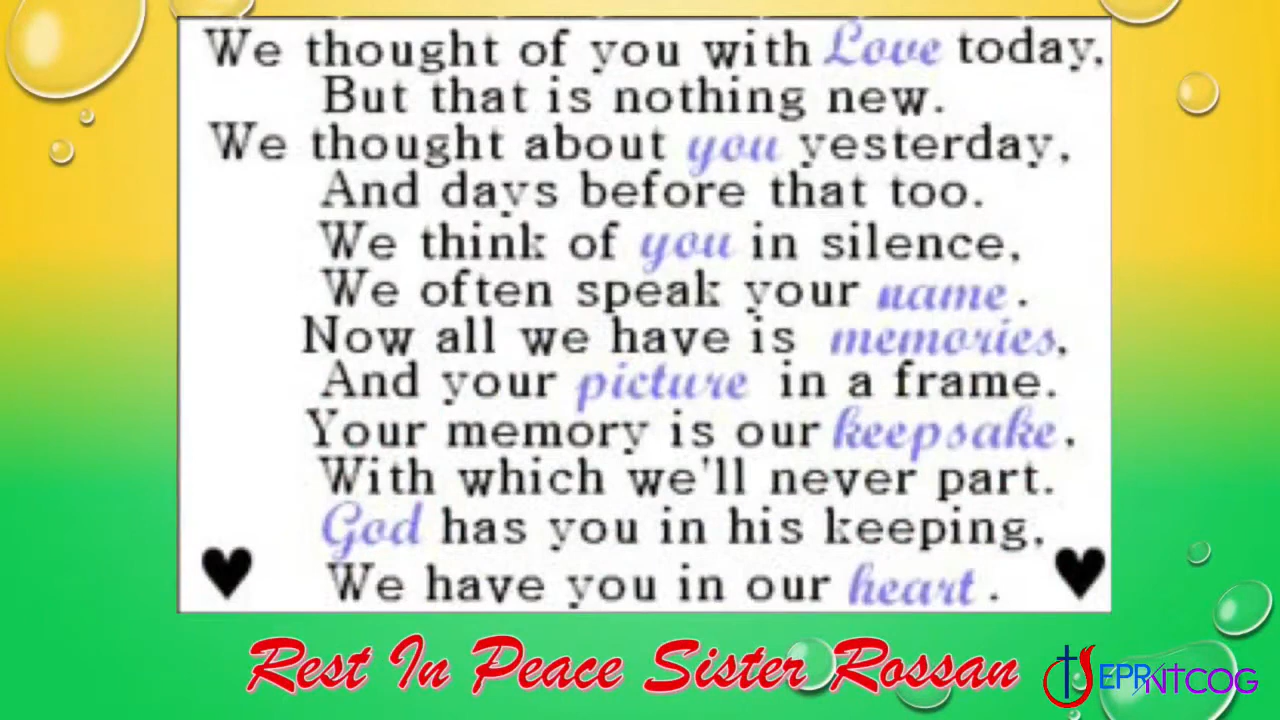 We thought of you with Love today,
But that is nothing new.
We thought about you yesterday,
And days before that too.
We think of you in silence,
We often speak your name.
Now all we have is memories,
And your picture in a frame.
Your memory is our keepsake,
With which we'll never part.
God has you in his keeping,
We have you in our heart.
Rest In Peace Sister Rossan
EPR/NTCOG